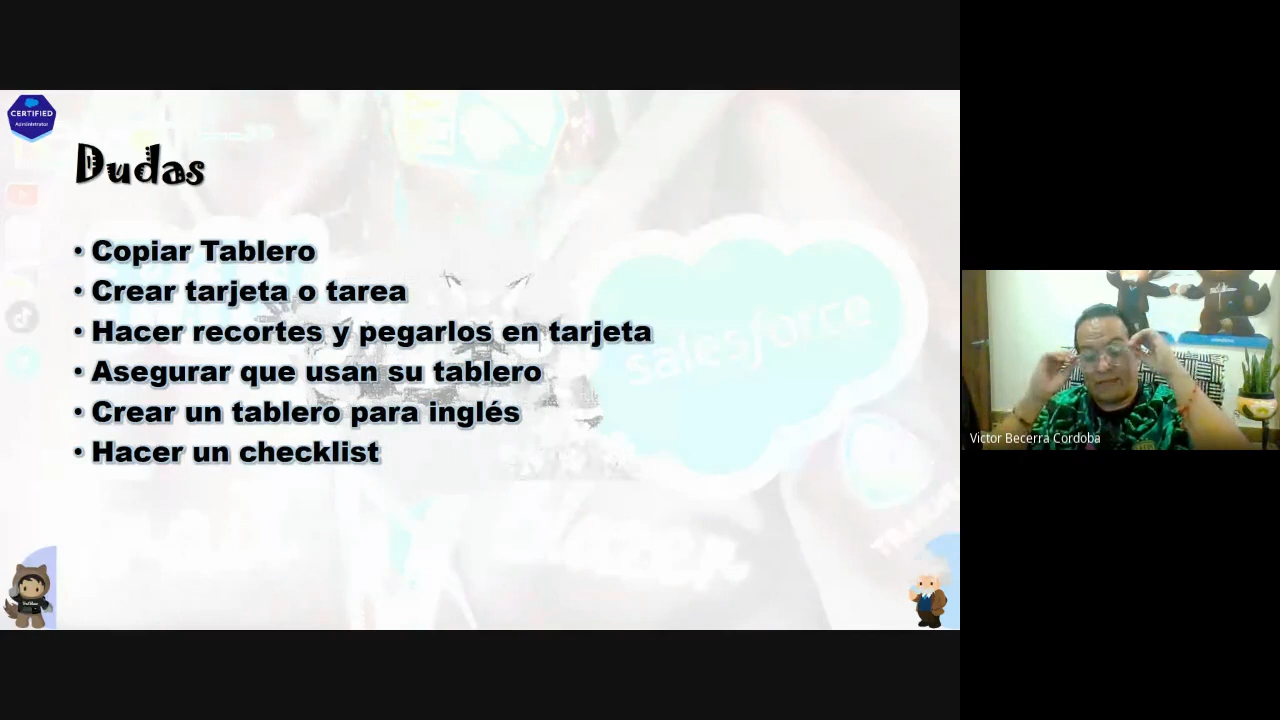 CERTIFIED
Administrator
Dudas
• Copiar Tablero
• Crear tarjeta o tarea
• Hacer recortes y pegarlos en tarjeta
• Asegurar que usan su tablero
• Crear un tablero para inglés
• Hacer un checklist
salesforce
Victor Becerra Cordoba